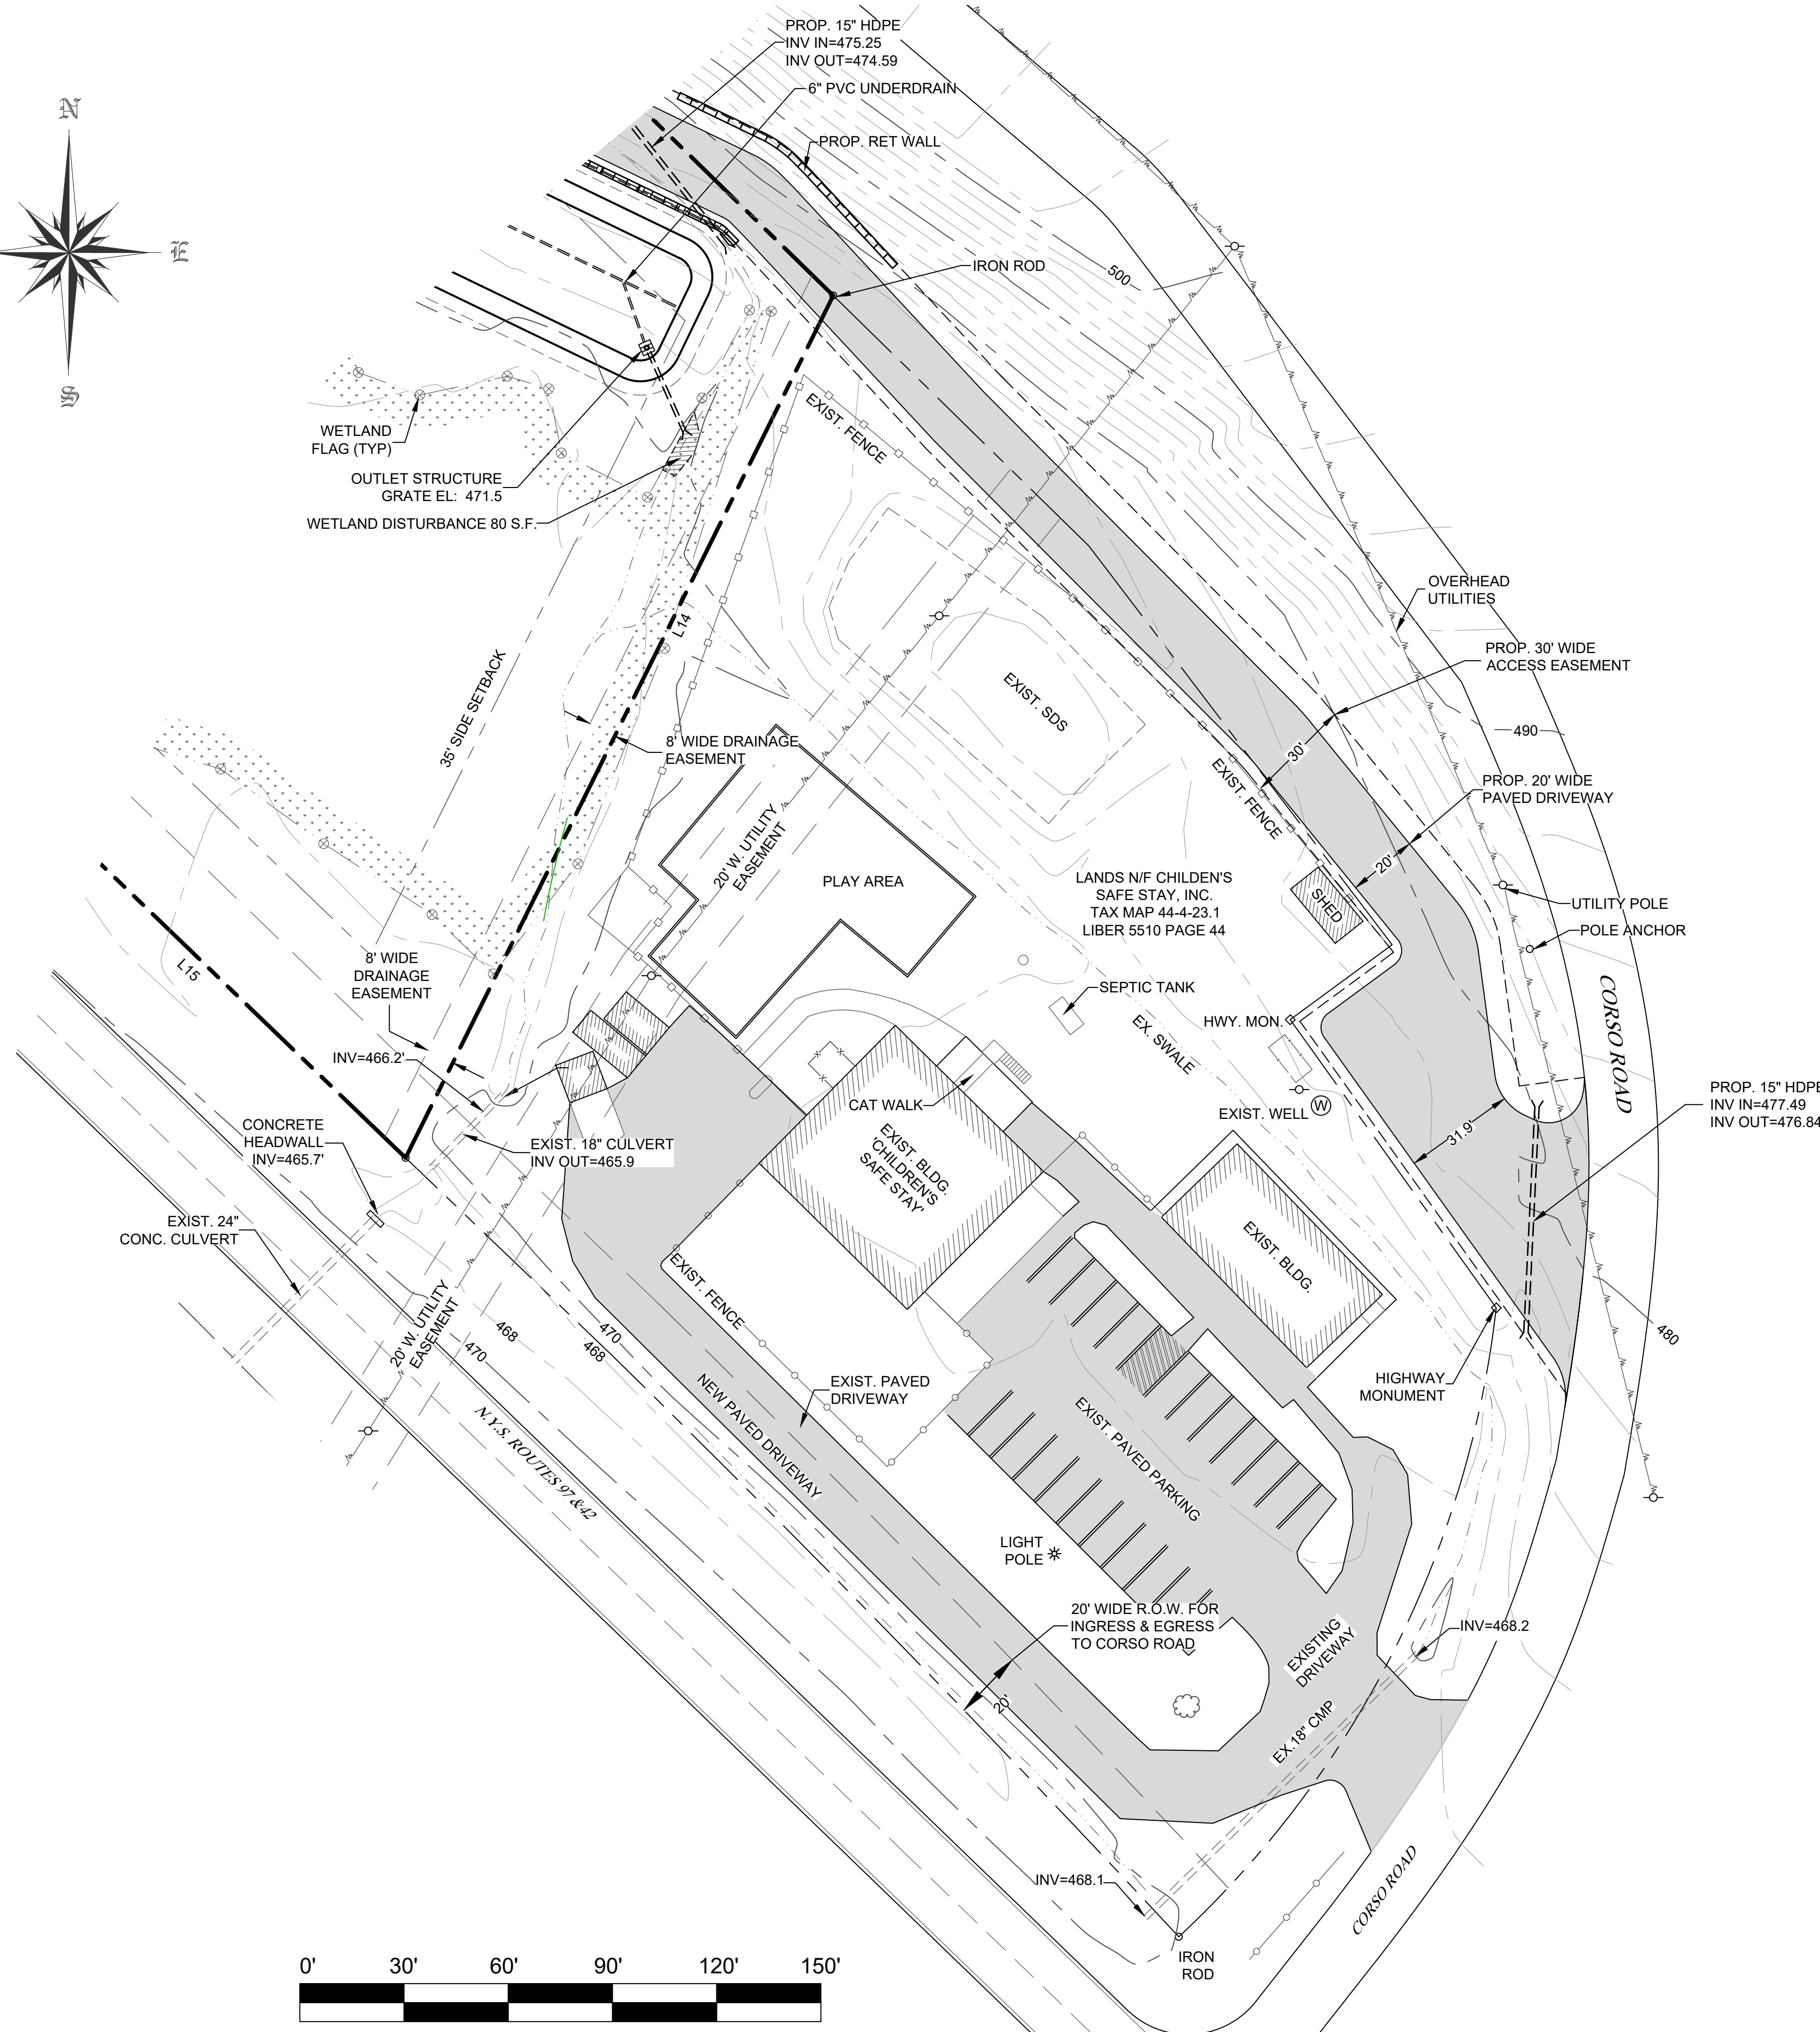 PROP. 15" HDPE
INV IN=475.25
INV OUT=474.59
6" PVC UNDERDRAIN
PROP. RET WALL
N
E
S
IRON ROD
500
EXIST. FENCE
WETLAND
FLAG (TYP)
OUTLET STRUCTURE
GRATE EL: 471.5
WETLAND DISTURBANCE 80 S.F.
OVERHEAD
UTILITIES
L14
PROP. 30' WIDE
ACCESS EASEMENT
35' SIDE SETBACK
EXIST. SDS
490
8' WIDE DRAINAGE
EASEMENT
30'
EXIST. FENCE
PROP. 20' WIDE
PAVED DRIVEWAY
20' W. UTILITY
EASEMENT
PLAY AREA
20'
LANDS N/F CHILDEN'S
SAFE STAY, INC.
TAX MAP 44-4-23.1
LIBER 5510 PAGE 44
SHED
UTILITY POLE
POLE ANCHOR
L15
8' WIDE
DRAINAGE
EASEMENT
SEPTIC TANK
HWY. MON.
EX. SWALE
CORSO ROAD
INV=466.2'
CAT WALK
EXIST. WELL
W
PROP. 15" HDPE
INV IN=477.49
INV OUT=476.84
31.9'
CONCRETE
HEADWALL
INV=465.7'
EXIST. 18" CULVERT
INV OUT=465.9
EXIST. BLDG.
'CHILDREN'S
SAFE STAY'
EXIST. 24"
CONC. CULVERT
EXIST. BLDG.
EXIST. FENCE
20' W. UTILITY
EASEMENT
468
470
470
468
480
EXIST. PAVED
DRIVEWAY
HIGHWAY
MONUMENT
NEW PAVED DRIVEWAY
EXIST. PAVED PARKING
N.Y.S. ROUTES 97 &42
LIGHT
POLE
20' WIDE R.O.W. FOR
INGRESS & EGRESS
TO CORSO ROAD
EXISTING
DRIVEWAY
INV=468.2
20'
EX.18" CMP
INV=468.1
CORSO ROAD
IRON
ROD
0' 30' 60' 90' 120' 150'